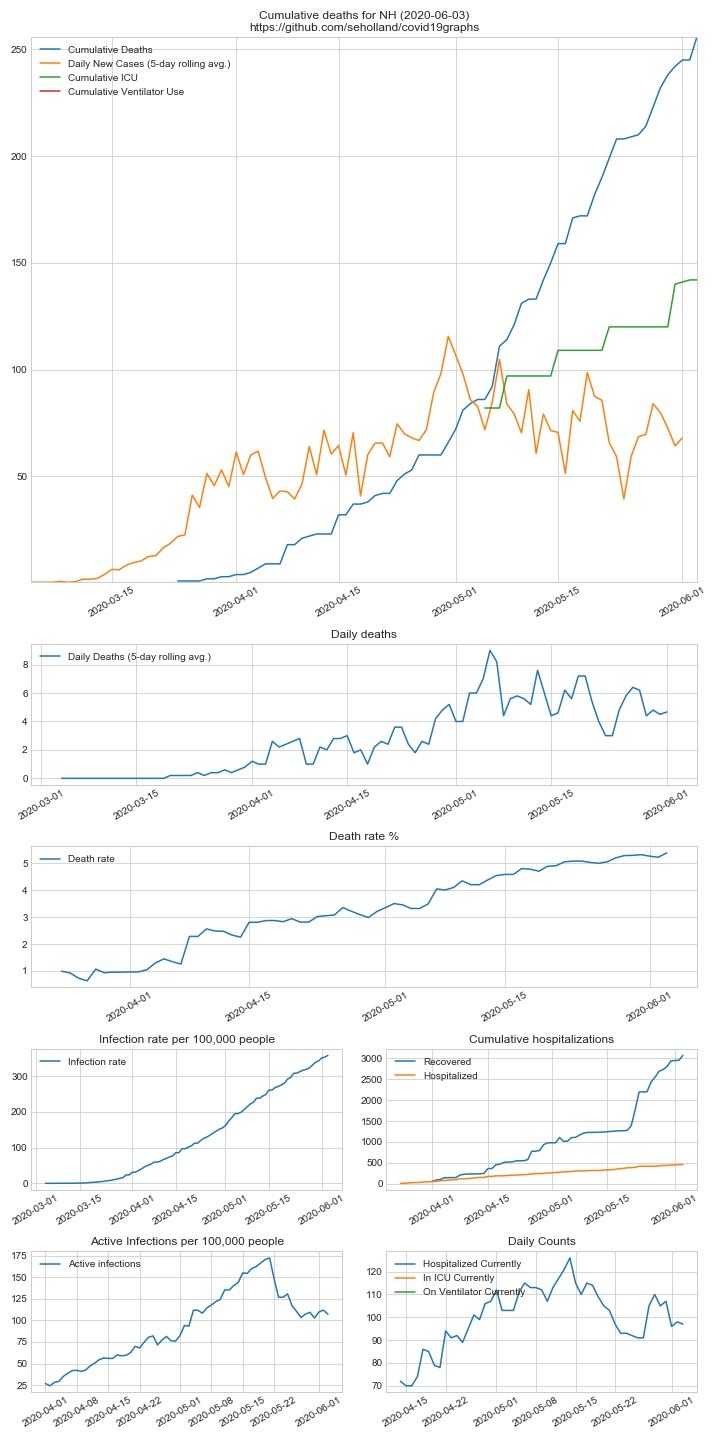 Cumulative deaths for NH (2020-06-03)
https://github.com/seholland/covid19graphs
Cumulative Deaths
Daily New Cases (5-day rolling avg.)
Cumulative ICU
Cumulative Ventilator Use
250
200
150
100
50
2020-03-15 2020-04-01 2020-04-15 2020-05-01 2020-05-15 2020-06-01
Daily deaths
Daily Deaths (5-day rolling avg.)
8
6
4
2
0
2020-03-01 2020-03-15 2020-04-01 2020-04-15 2020-05-01 2020-05-15 2020-06-01
Death rate %
Death rate
5
4
3
2
1
2020-04-01 2020-04-15 2020-05-01 2020-05-15 2020-06-01
Infection rate per 100,000 people
Infection rate
300
200
100
0
2020-03-01 2020-03-15 2020-04-01 2020-04-15 2020-05-01 2020-05-15 2020-06-01
Cumulative hospitalizations
Recovered
Hospitalized
3000
2500
2000
1500
1000
500
0
2020-04-01 2020-04-15 2020-05-01 2020-05-15 2020-06-01
Active Infections per 100,000 people
Active infections
175
150
125
100
75
50
25
2020-04-01 2020-04-08 2020-04-15 2020-04-22 2020-05-01 2020-05-08 2020-05-15 2020-05-22 2020-06-01
Daily Counts
Hospitalized Currently
In ICU Currently
On Ventilator Currently
120
110
100
90
80
70
2020-04-15 2020-04-22 2020-05-01 2020-05-08 2020-05-15 2020-05-22 2020-06-01